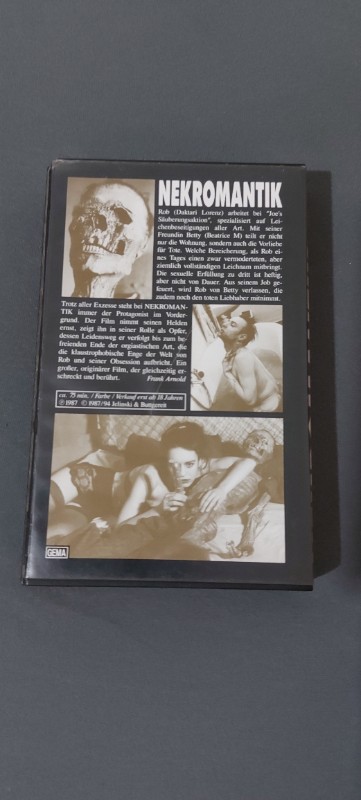 NEKROMANTIK
Rob (Daktari Lorenz) arbeitet bei "Joe's
Säuberungsaktion", spezialisiert auf Lei-
chenbeseitigungen aller Art. Mit seiner
Freundin Betty (Beatrice M) teilt er nicht
nur die Wohnung, sondern auch die Vorliebe
für Tote. Welche Bereicherung, als Rob ei-
nes Tages einen zwar vermoderten, aber
ziemlich vollständigen Leichnam mitbringt.
Die sexuelle Erfüllung zu dritt ist heftig,
aber nicht von Dauer. Aus seinem Job ge-
feuert, wird Rob von Betty verlassen, die
zudem noch den toten Liebhaber mitnimmt.
Trotz aller Exzesse steht bei NEKROMAN-
TIK immer der Protagonist im Vorder-
grund. Der Film nimmt seinen Helden
ernst, zeigt ihn in seiner Rolle als Opfer,
dessen Leidensweg er verfolgt bis zum be-
freienden Ende der orgiastischen Art, die
die klaustrophobische Enge der Welt von
Rob und seiner Obsession aufbricht. Ein
großer, originärer Film, der gleichzeitig er-
schreckt und berührt. Frank Arnold
ca. 75 min. / Farbe / Verkauf erst ab 18 Jahren
℗ 1987 © 1987/94 Jelinski & Buttgereit
GEMA